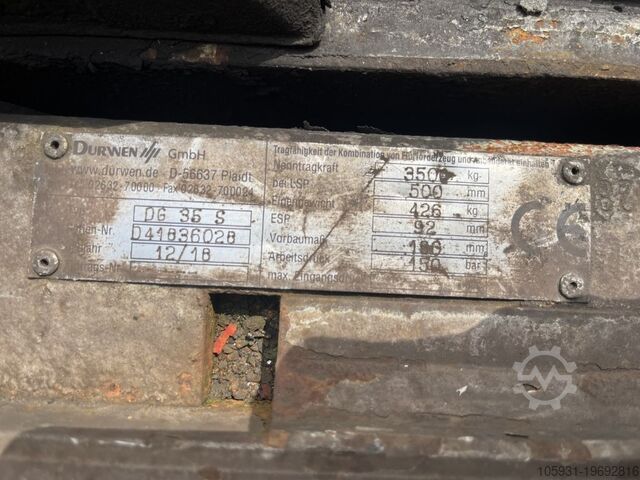 DURWEN GmbH
www.durwen.de D-56637 Plaidt
02632-70000 · Fax 02632-700024
DG 35 S
D41836028
12/18
Tragfähigkeit der Kombination von Flurförderzeug und Anbaugerät einhalten!
Nenntragkraft 3500 kg
bei LSP 500 mm
Eigengewicht 426 kg
ESP 92 mm
Vorbaumaß mm
Arbeitsdruck 150 bar
max. Eingangsdruck
CE
105931-19692816